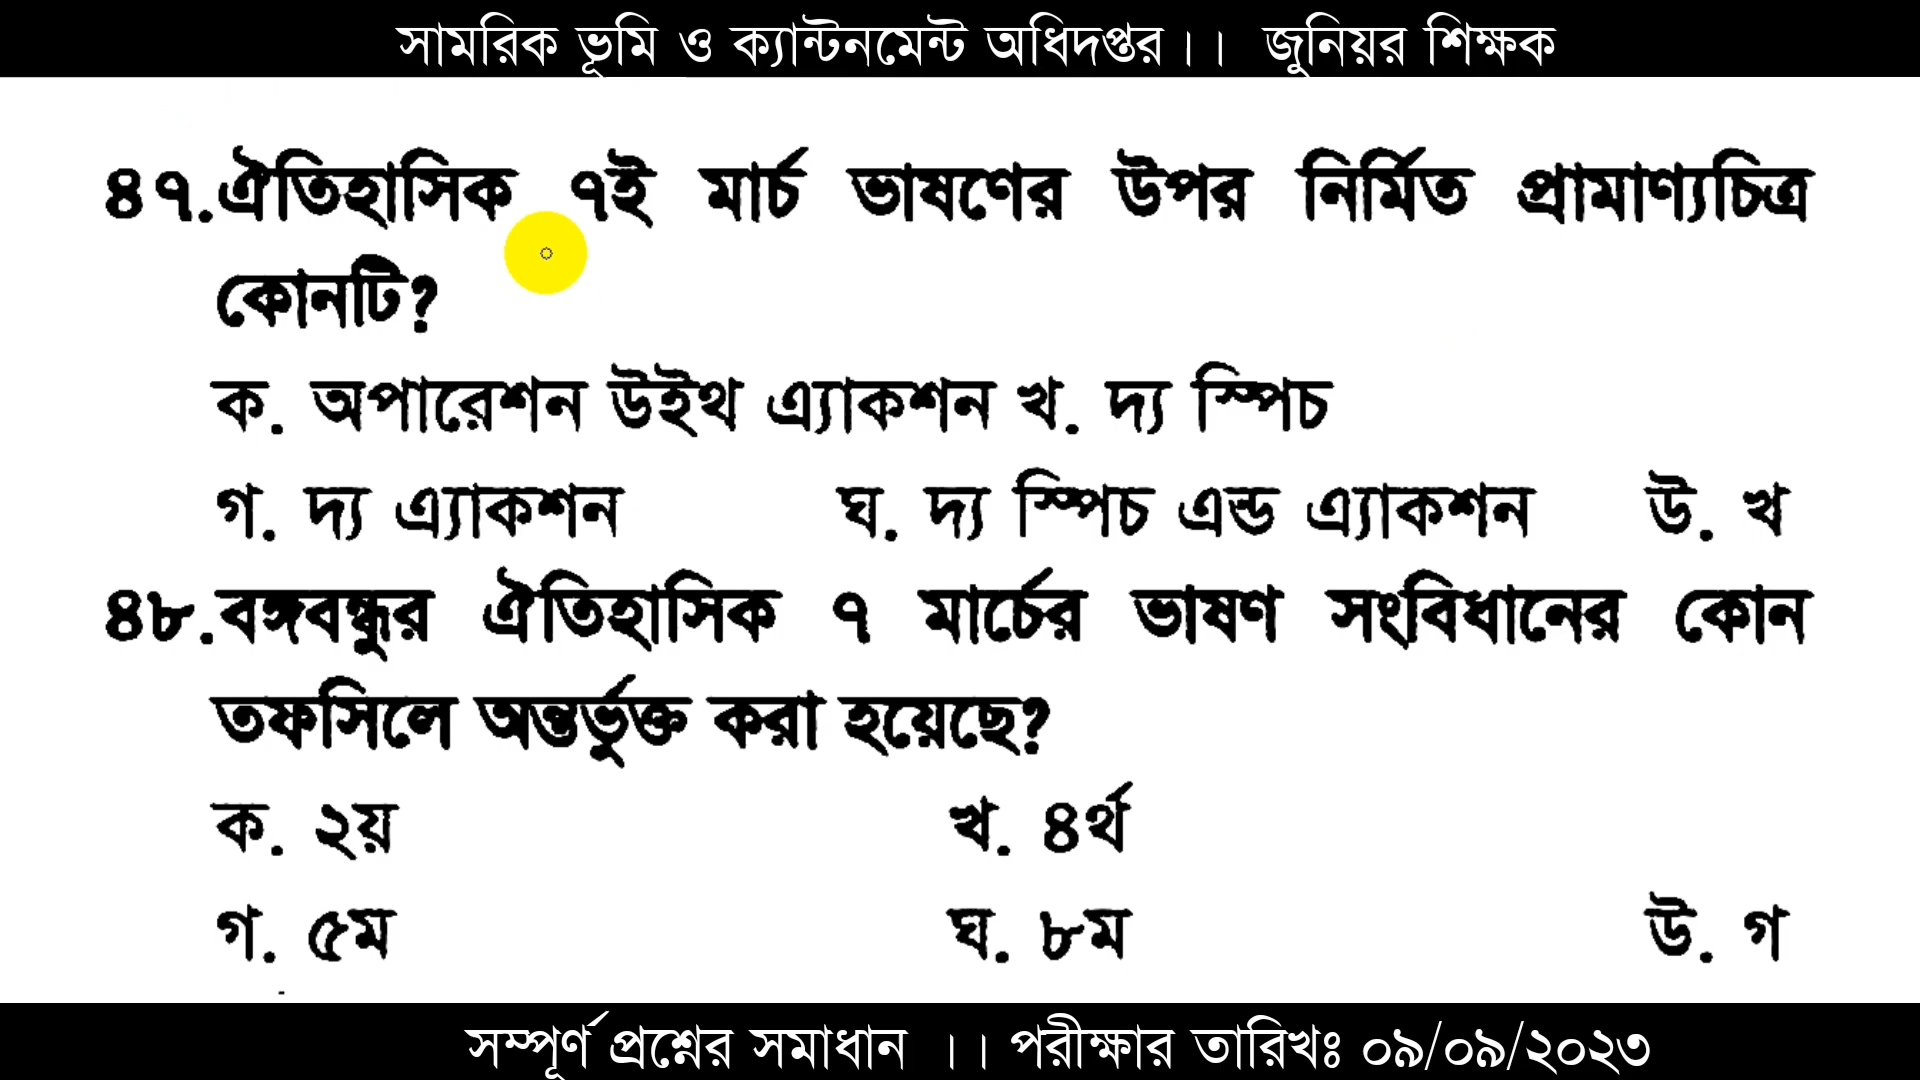 সামরিক ভূমি ও ক্যান্টনমেন্ট অধিদপ্তর।। জুনিয়র শিক্ষক
৪৭.ঐতিহাসিক ৭ই মার্চ ভাষণের উপর নির্মিত প্রামাণ্যচিত্র
কোনটি?
ক. অপারেশন উইথ এ্যাকশন খ. দ্য স্পিচ
গ. দ্য এ্যাকশন ঘ. দ্য স্পিচ এন্ড এ্যাকশন উ. খ
৪৮.বঙ্গবন্ধুর ঐতিহাসিক ৭ মার্চের ভাষণ সংবিধানের কোন
তফসিলে অন্তর্ভুক্ত করা হয়েছে?
ক. ২য় খ. ৪র্থ
গ. ৫ম ঘ. ৮ম উ. গ
সম্পূর্ণ প্রশ্নের সমাধান ।। পরীক্ষার তারিখঃ ০৯/০৯/২০২৩